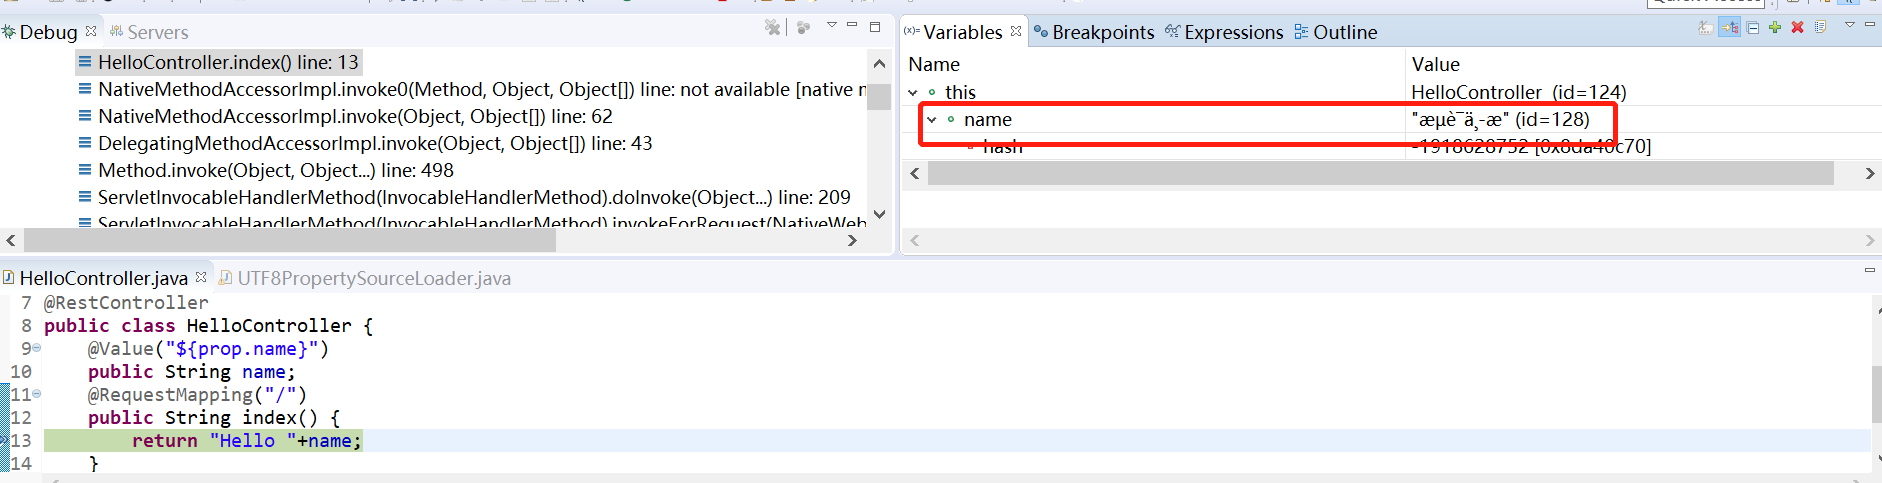 Debug
Servers
HelloController.index() line: 13
NativeMethodAccessorImpl.invoke0(Method, Object, Object[]) line: not available [native m
NativeMethodAccessorImpl.invoke(Object, Object[]) line: 62
DelegatingMethodAccessorImpl.invoke(Object, Object[]) line: 43
Method.invoke(Object, Object...) line: 498
ServletInvocableHandlerMethod(InvocableHandlerMethod).doInvoke(Object...) line: 209
ServletInvocableHandlerMethod(InvocableHandlerMethod).invokeForRequest(NativeWeb
(x)= Variables
Breakpoints
Expressions
Outline
Name Value
this HelloController (id=124)
name "æµè¯ä¸-æ" (id=128)
hash -1918628752 [0x8da40c70]
HelloController.java
UTF8PropertySourceLoader.java
7 @RestController
8 public class HelloController {
9 @Value("${prop.name}")
10 public String name;
11 @RequestMapping("/")
12 public String index() {
13 return "Hello "+name;
14 }